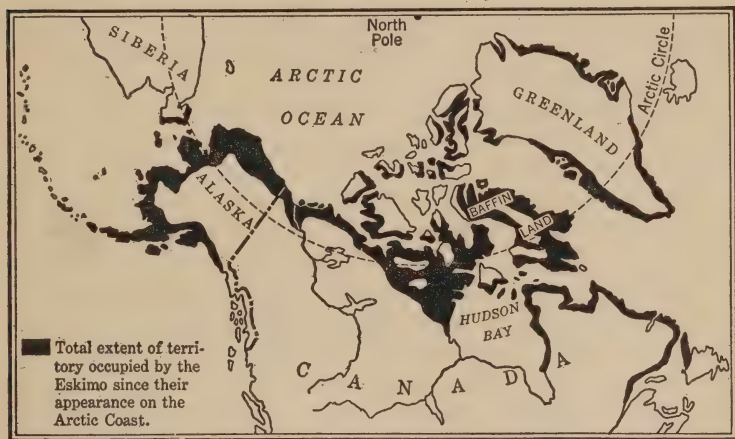 North
Pole
SIBERIA
ARCTIC
OCEAN
Arctic Circle
GREENLAND
ALASKA
BAFFIN
LAND
HUDSON
BAY
CANADA
Total extent of terri-
tory occupied by the
Eskimo since their
appearance on the
Arctic Coast.